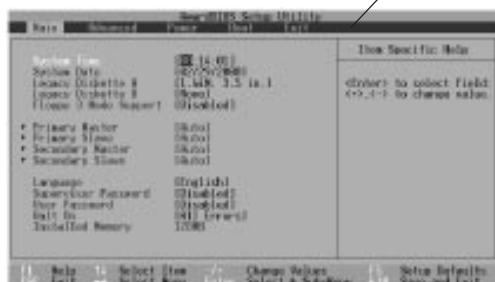 AwardBIOS Setup Utility
Main Advanced Power Boot Exit
System Time
System Date
Legacy Diskette A [1.44M, 3.5 in.]
Legacy Diskette B [None]
Floppy 3 Mode Support [Disabled]
Primary Master [Auto]
Primary Slave [Auto]
Secondary Master [Auto]
Secondary Slave [Auto]
Language [English]
Supervisor Password [Disabled]
User Password [Disabled]
Halt On [All Errors]
Installed Memory 128MB
Item Specific Help
<Enter> to select field;
<+>,<-> to change value.
Help Select Item Change Values Setup Defaults
Exit Select Menu Select Save and Exit